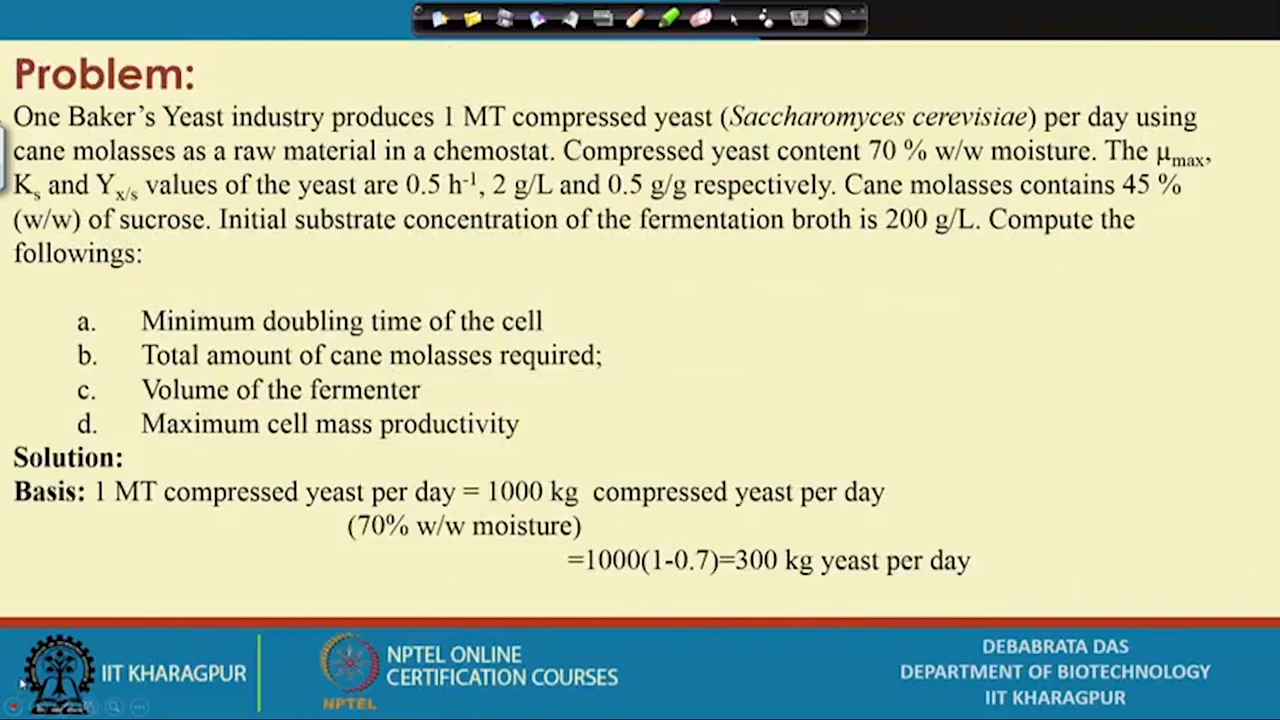 Problem:
One Baker's Yeast industry produces 1 MT compressed yeast (Saccharomyces cerevisiae) per day using
cane molasses as a raw material in a chemostat. Compressed yeast content 70 % w/w moisture. The μmax,
Ks and Yx/s values of the yeast are 0.5 h-1, 2 g/L and 0.5 g/g respectively. Cane molasses contains 45 %
(w/w) of sucrose. Initial substrate concentration of the fermentation broth is 200 g/L. Compute the
followings:
a. Minimum doubling time of the cell
b. Total amount of cane molasses required;
c. Volume of the fermenter
d. Maximum cell mass productivity
Solution:
Basis: 1 MT compressed yeast per day = 1000 kg compressed yeast per day
(70% w/w moisture)
=1000(1-0.7)=300 kg yeast per day
IIT KHARAGPUR
NPTEL
NPTEL ONLINE
CERTIFICATION COURSES
DEBABRATA DAS
DEPARTMENT OF BIOTECHNOLOGY
IIT KHARAGPUR